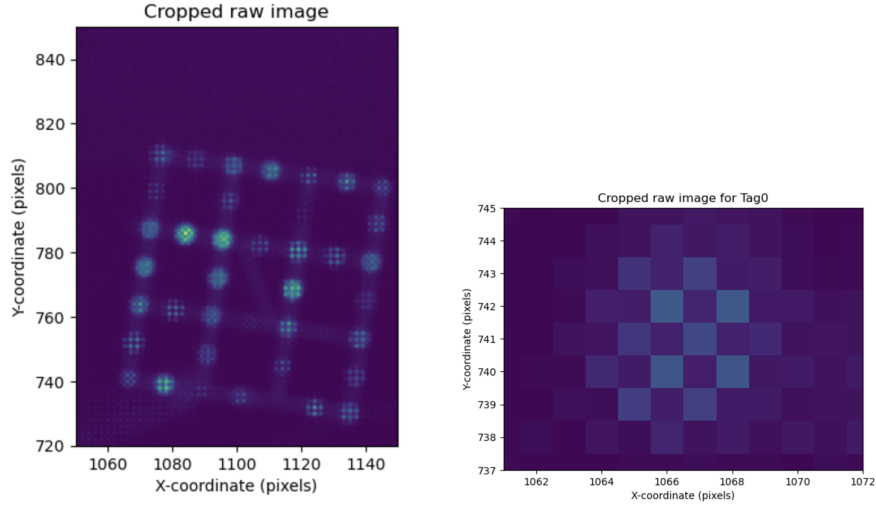 Cropped raw image
840
820
800
780
760
740
720
Y-coordinate (pixels)
1060 1080 1100 1120 1140
X-coordinate (pixels)
Cropped raw image for Tag0
745
744
743
742
741
740
739
738
737
Y-coordinate (pixels)
1062 1064 1066 1068 1070 1072
X-coordinate (pixels)